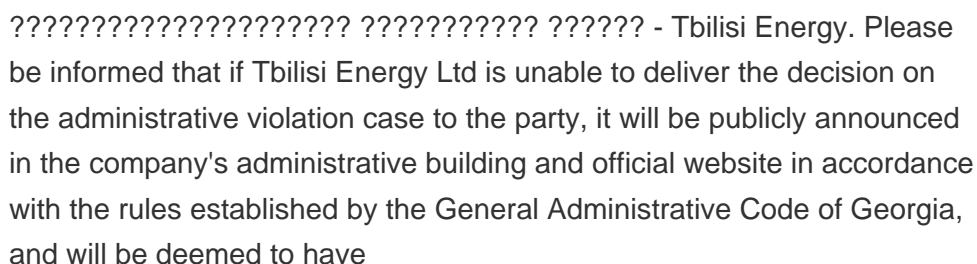 ????????????????????? ??????????? ?????? - Tbilisi Energy. Please
be informed that if Tbilisi Energy Ltd is unable to deliver the decision on
the administrative violation case to the party, it will be publicly announced
in the company's administrative building and official website in accordance
with the rules established by the General Administrative Code of Georgia,
and will be deemed to have